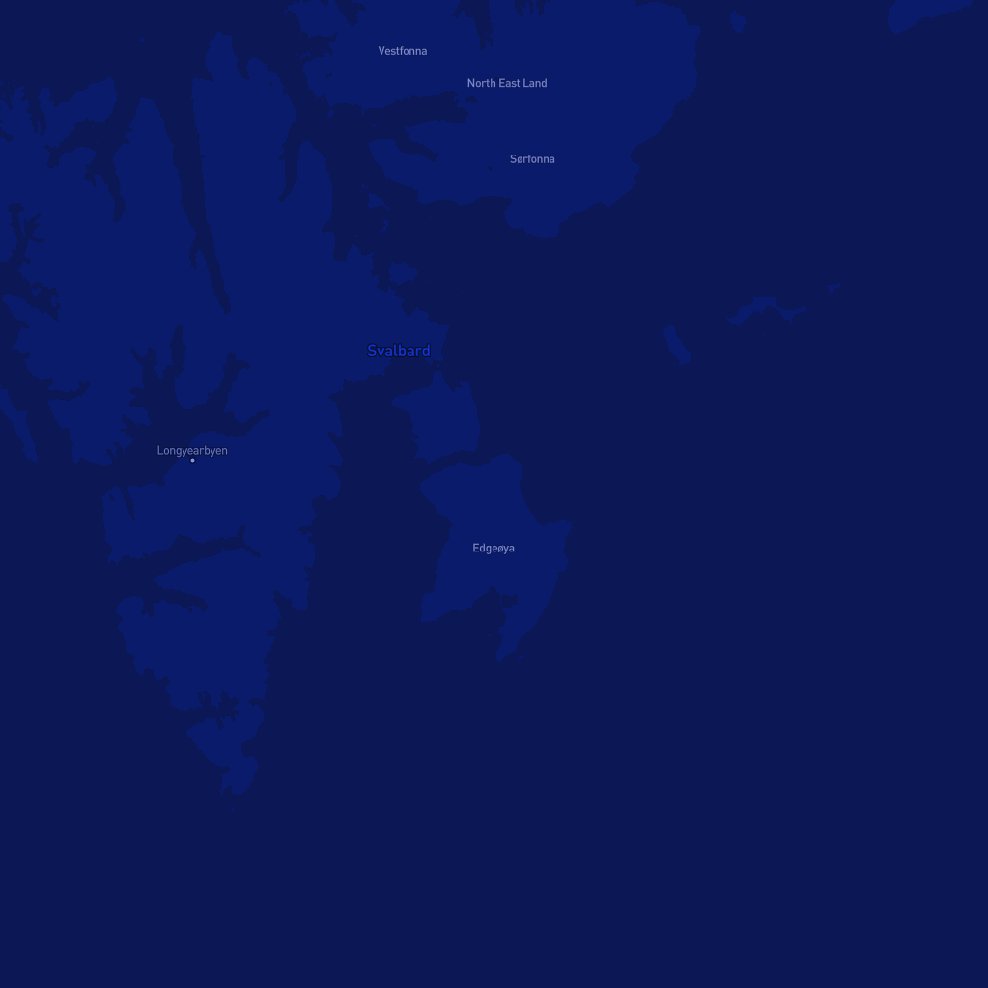 Vestfonna
North East Land
Sørfonna
Svalbard
Longyearbyen
Edgeøya